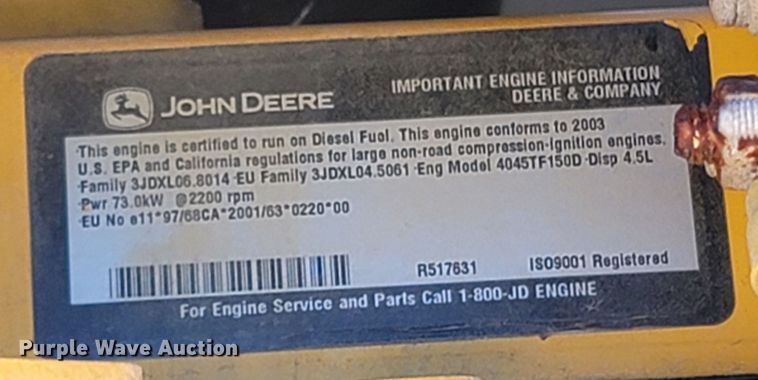 JOHN DEERE
IMPORTANT ENGINE INFORMATION
DEERE & COMPANY
·This engine is certified to run on Diesel Fuel. This engine conforms to 2003
U.S. EPA and California regulations for large non-road compression-ignition engines.
·Family 3JDXL06.8014 ·EU Family 3JDXL04.5061 ·Eng Model 4045TF150D ·Disp 4.5L
·Pwr 73.0kW @2200 rpm
·EU No e11*97/68CA*2001/63*0220*00
R517631
ISO9001 Registered
For Engine Service and Parts Call 1-800-JD ENGINE
Purple Wave Auction